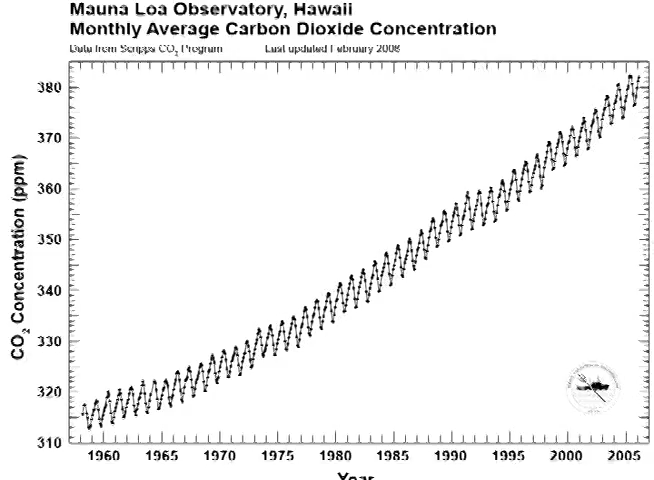 Mauna Loa Observatory, Hawaii
Monthly Average Carbon Dioxide Concentration
Data from Scripps CO2 Program Last updated February 2006
CO2 Concentration (ppm)
380
370
360
350
340
330
320
310
1960 1965 1970 1975 1980 1985 1990 1995 2000 2005
Year